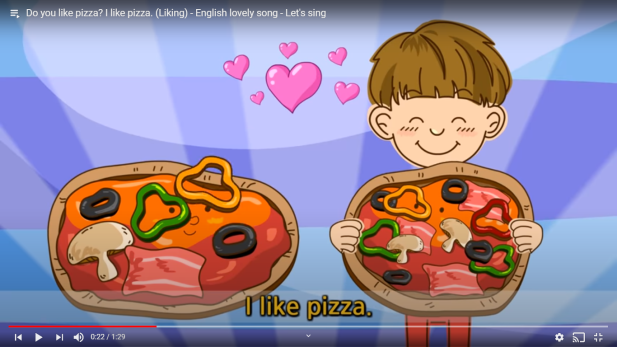 Do you like pizza? I like pizza. (Liking) - English lovely song - Let's sing
I like pizza.
0:22 / 1:29